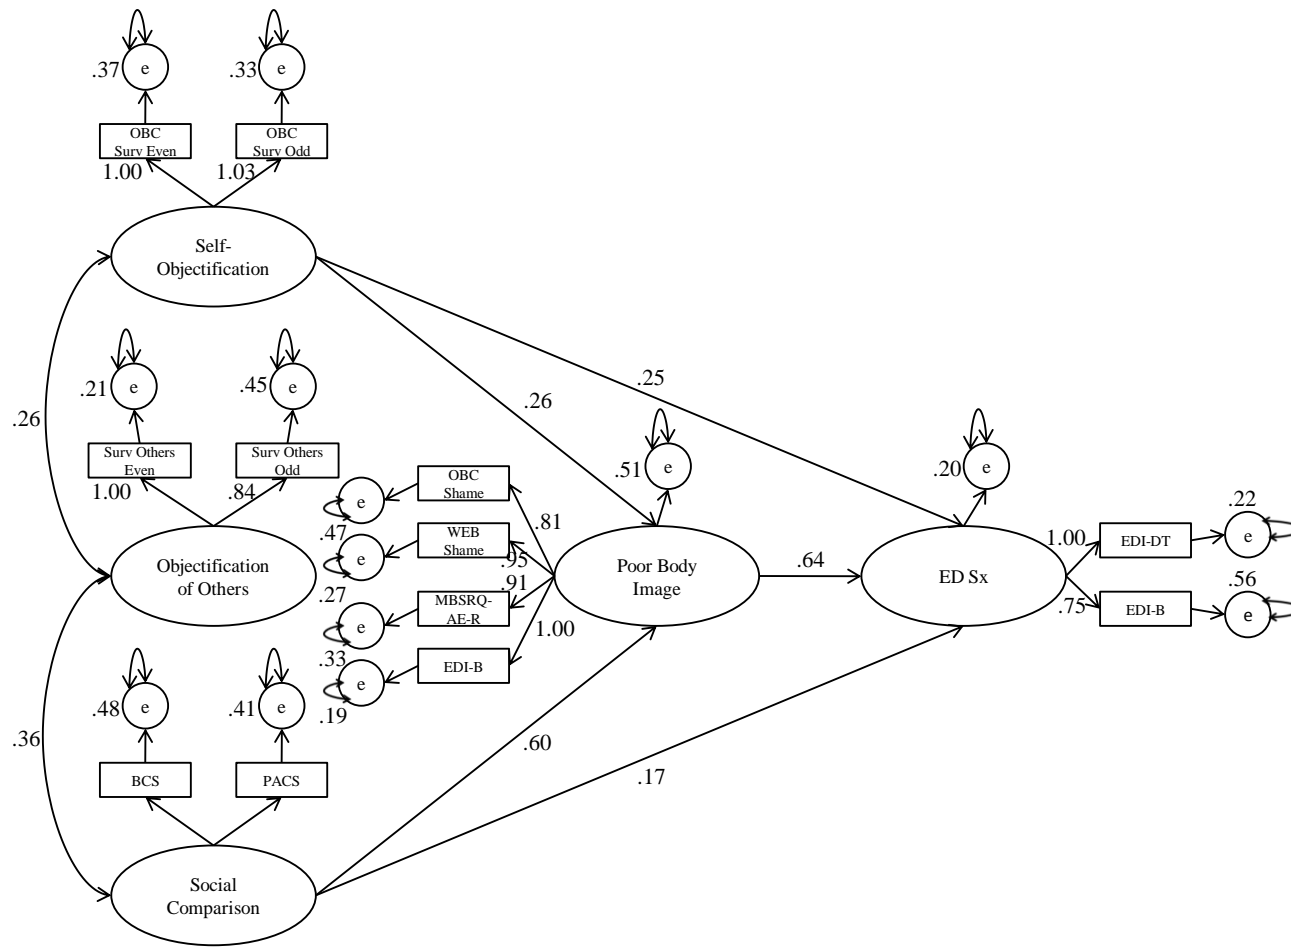 .37
e
.33
e
OBC
Surv Even
OBC
Surv Odd
1.00
1.03
Self-
Objectification
.21
e
.45
e
.26
Surv Others
Even
Surv Others
Odd
1.00
.84
Objectification
of Others
.36
.48
e
.41
e
BCS
PACS
Social
Comparison
.26
.25
.60
.17
e
.47
e
.27
e
.33
e
.19
OBC
Shame
WEB
Shame
MBSRQ-
AE-R
EDI-B
.81
.95
.91
1.00
.51
e
Poor Body
Image
.64
.20
e
ED Sx
1.00
.75
EDI-DT
EDI-B
.22
e
.56
e